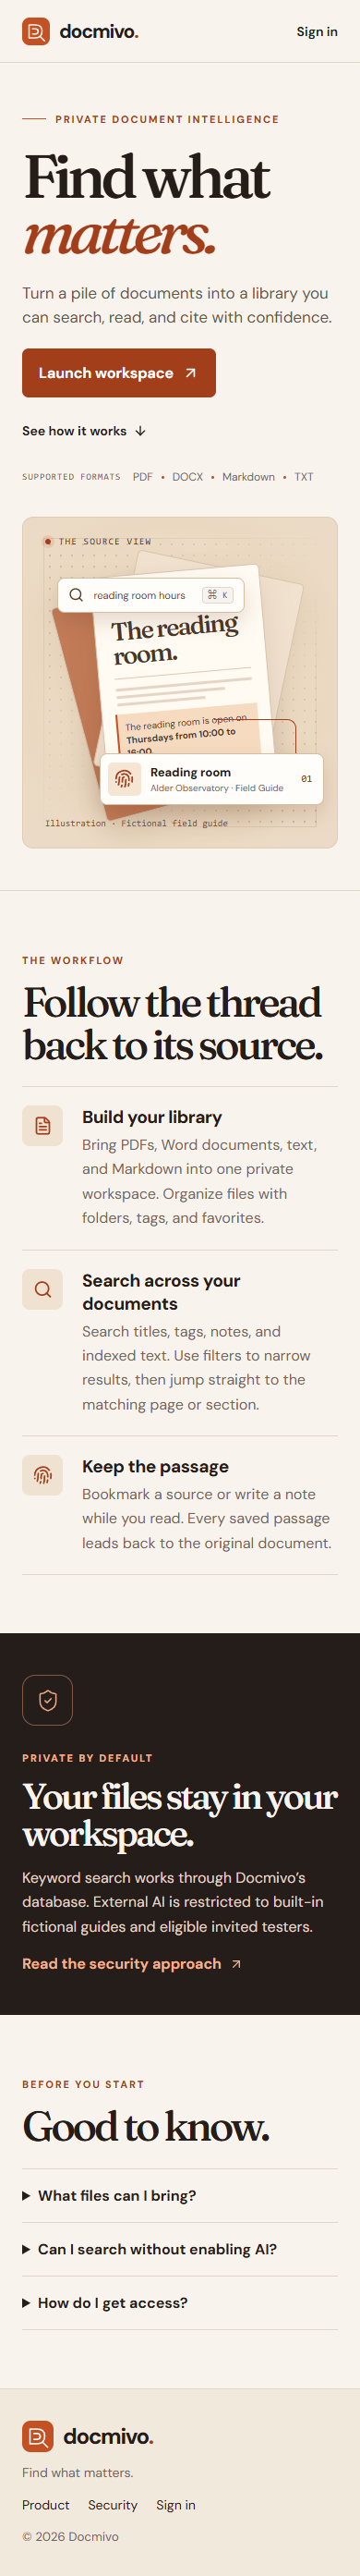 docmivo.
Sign in
PRIVATE DOCUMENT INTELLIGENCE
Find what
matters.
Turn a pile of documents into a library you
can search, read, and cite with confidence.
Launch workspace
See how it works
SUPPORTED FORMATS PDF • DOCX • Markdown • TXT
THE SOURCE VIEW
reading room hours ⌘ K
The reading
room.
The reading room is open on
Thursdays from 10:00 to
16:00
Reading room
Alder Observatory · Field Guide
01
Illustration · Fictional field guide
THE WORKFLOW
Follow the thread
back to its source.
Build your library
Bring PDFs, Word documents, text,
and Markdown into one private
workspace. Organize files with
folders, tags, and favorites.
Search across your
documents
Search titles, tags, notes, and
indexed text. Use filters to narrow
results, then jump straight to the
matching page or section.
Keep the passage
Bookmark a source or write a note
while you read. Every saved passage
leads back to the original document.
PRIVATE BY DEFAULT
Your files stay in your
workspace.
Keyword search works through Docmivo’s
database. External AI is restricted to built-in
fictional guides and eligible invited testers.
Read the security approach
BEFORE YOU START
Good to know.
What files can I bring?
Can I search without enabling AI?
How do I get access?
docmivo.
Find what matters.
Product Security Sign in
© 2026 Docmivo